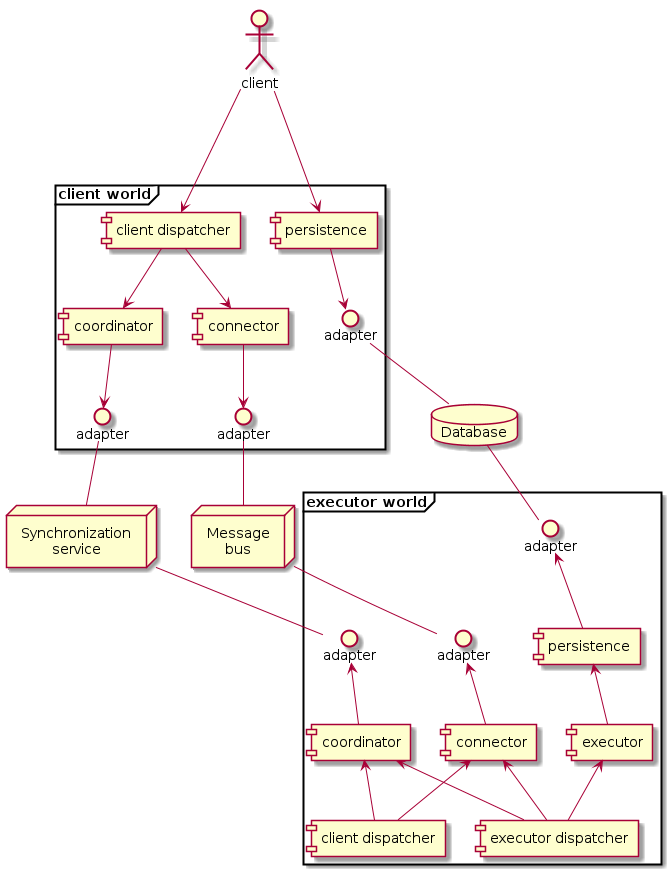 client
client world
client dispatcher
persistence
coordinator
connector
adapter
adapter
adapter
Database
executor world
Synchronization
service
Message
bus
adapter
adapter
adapter
persistence
coordinator
connector
executor
client dispatcher
executor dispatcher